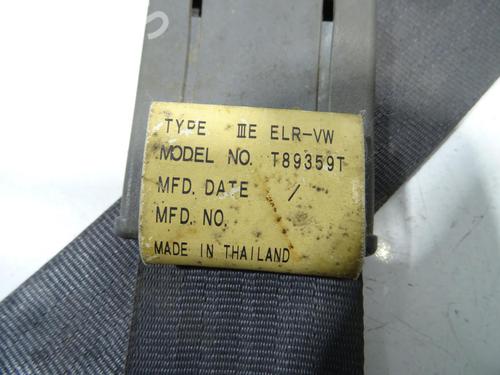 TYPE ⅢE ELR-VW
MODEL NO. T89359T
MFD. DATE /
MFD. NO.
MADE IN THAILAND